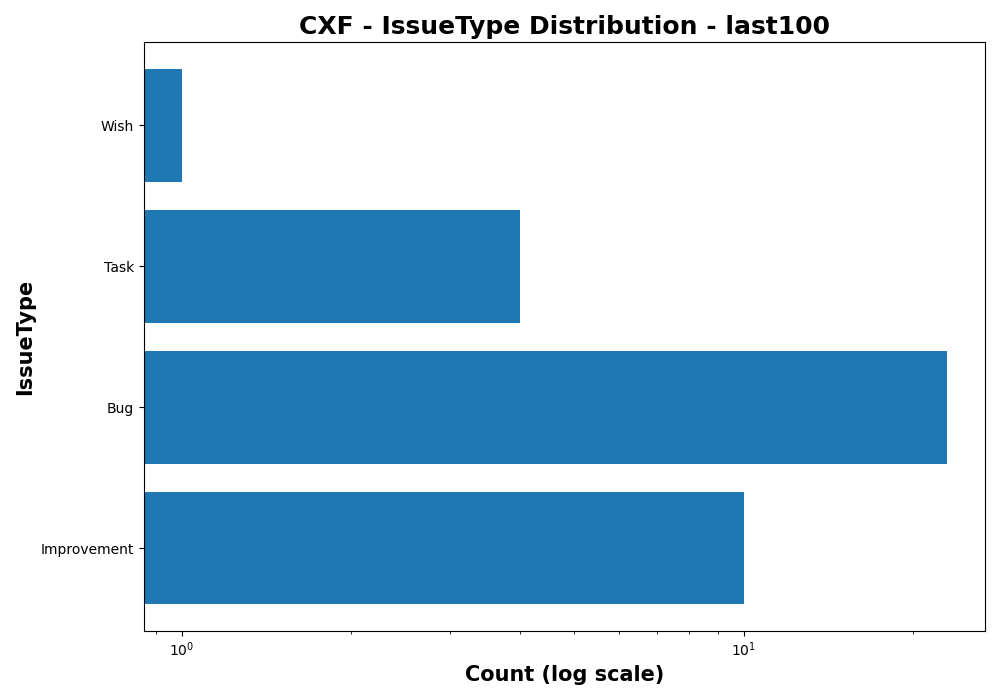 CXF - IssueType Distribution - last100
IssueType
Wish
Task
Bug
Improvement
10⁰
10¹
Count (log scale)